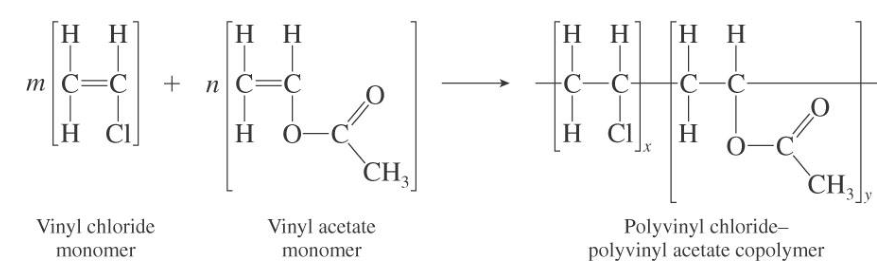 H H H H H H H H
m C=C + n C=C → C—C C—C
O O
H Cl H O—C H Cl x H O—C
CH3 CH3 y
Vinyl chloride Vinyl acetate Polyvinyl chloride–
monomer monomer polyvinyl acetate copolymer